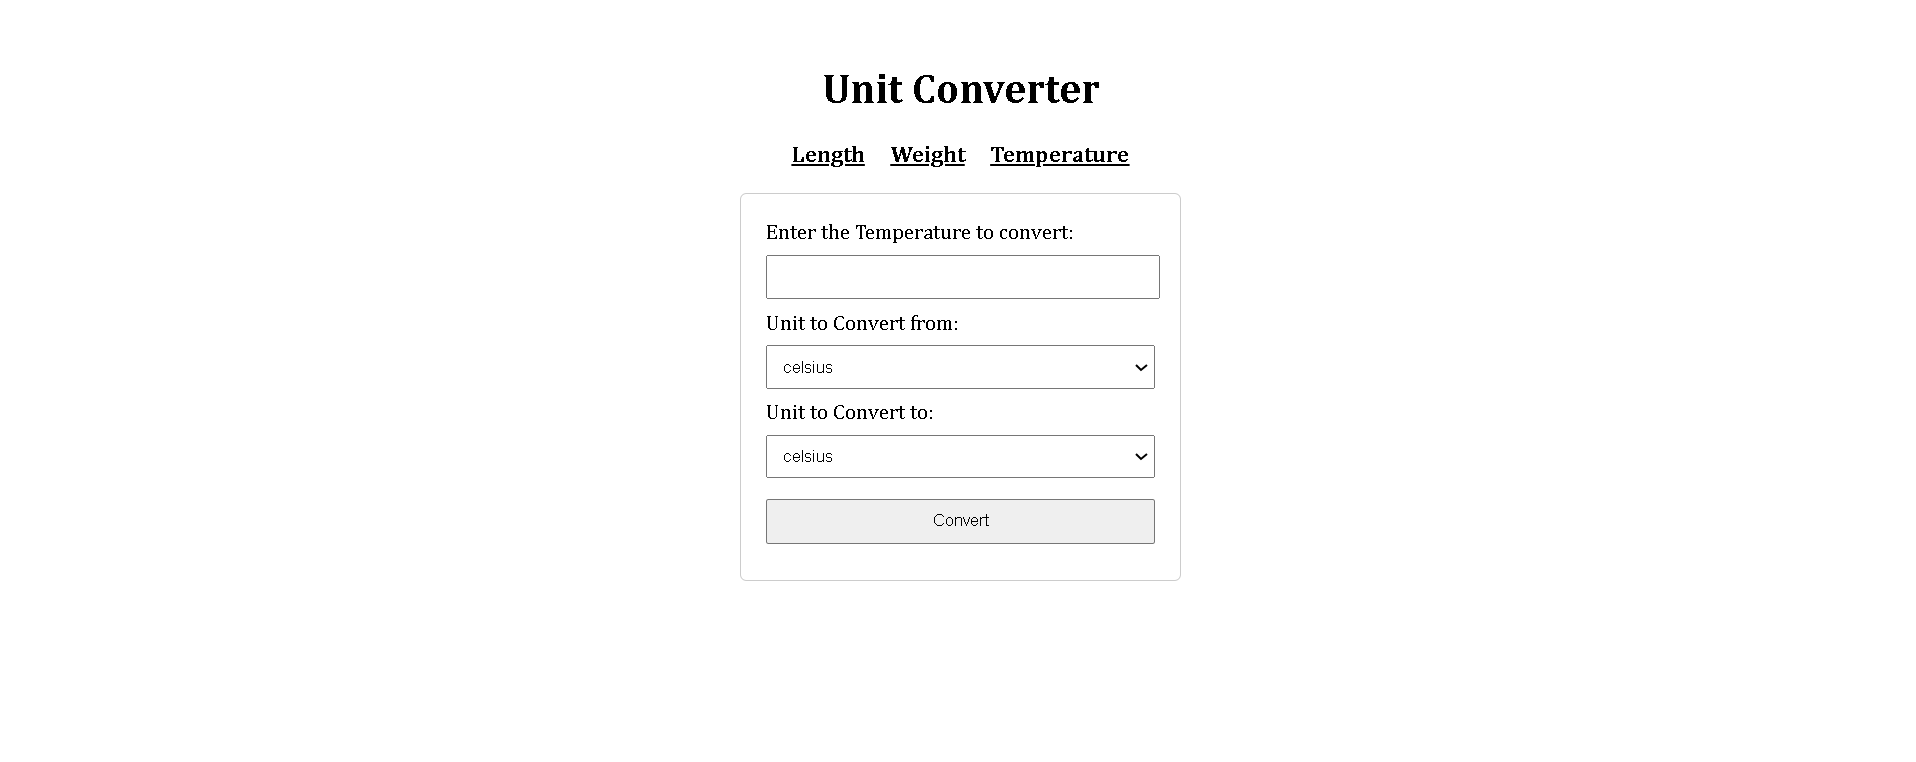 Unit Converter
Length Weight Temperature
Enter the Temperature to convert:
Unit to Convert from:
celsius
Unit to Convert to:
celsius
Convert